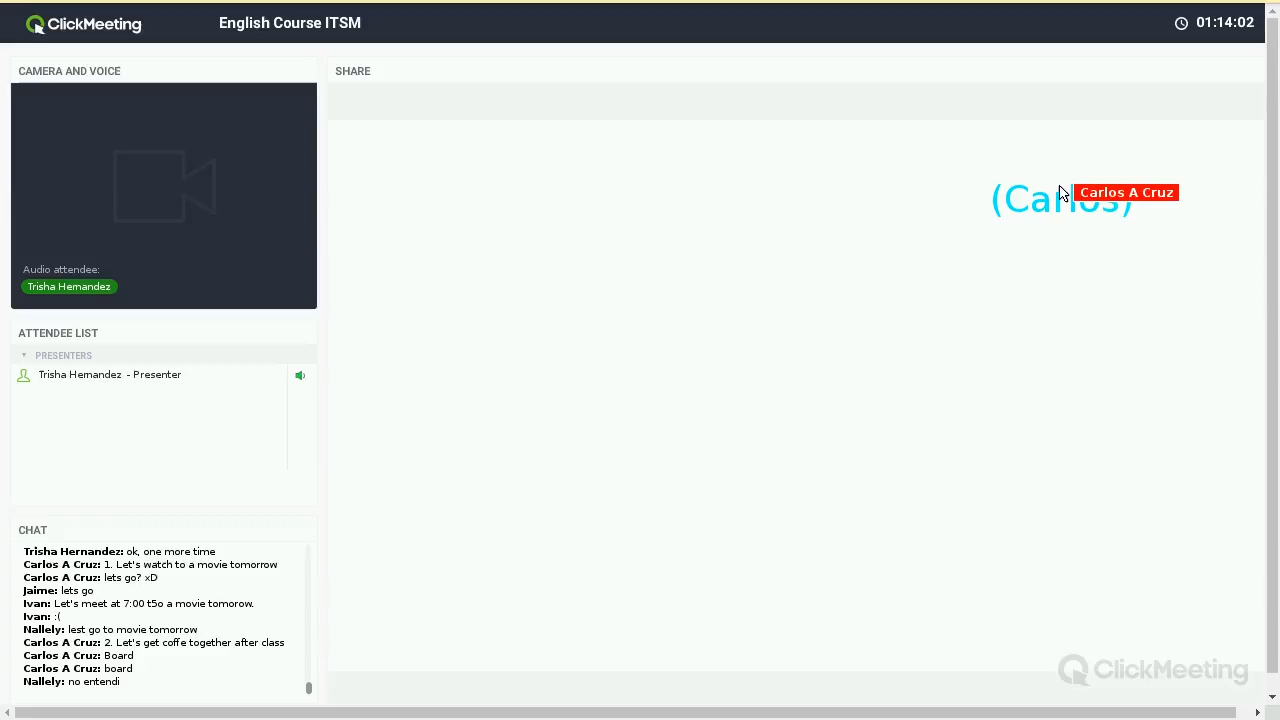 ClickMeeting
English Course ITSM
01:14:02
CAMERA AND VOICE
Audio attendee:
Trisha Hernandez
ATTENDEE LIST
PRESENTERS
Trisha Hernandez - Presenter
CHAT
Trisha Hernandez: ok, one more time
Carlos A Cruz: 1. Let's watch to a movie tomorrow
Carlos A Cruz: lets go? xD
Jaime: lets go
Ivan: Let's meet at 7:00 t5o a movie tomorow.
Ivan: :(
Nallely: lest go to movie tomorrow
Carlos A Cruz: 2. Let's get coffe together after class
Carlos A Cruz: Board
Carlos A Cruz: board
Nallely: no entendi
SHARE
(Carlos)
Carlos A Cruz
ClickMeeting